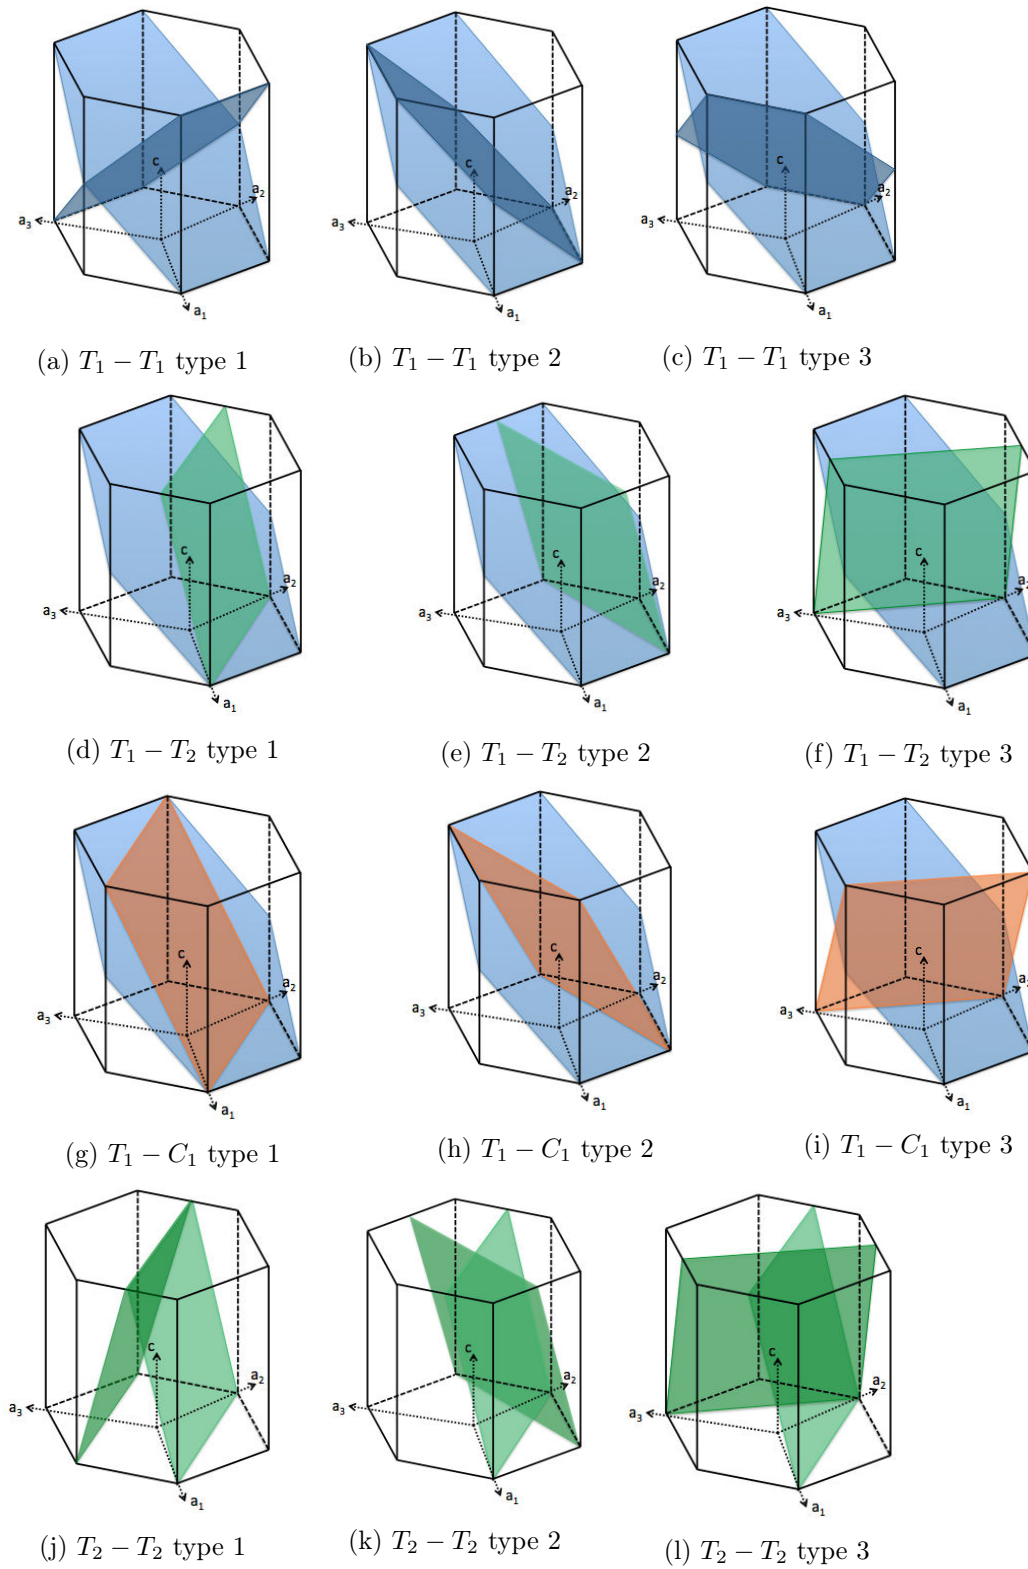 c
a₂
a₃
a₁
c
a₂
a₃
a₁
c
a₂
a₃
a₁
(a) T₁ − T₁ type 1
(b) T₁ − T₁ type 2
(c) T₁ − T₁ type 3
c
a₂
a₃
a₁
c
a₂
a₃
a₁
c
a₂
a₃
a₁
(d) T₁ − T₂ type 1
(e) T₁ − T₂ type 2
(f) T₁ − T₂ type 3
c
a₂
a₃
a₁
c
a₂
a₃
a₁
c
a₂
a₃
a₁
(g) T₁ − C₁ type 1
(h) T₁ − C₁ type 2
(i) T₁ − C₁ type 3
c
a₂
a₃
a₁
c
a₂
a₃
a₁
c
a₂
a₃
a₁
(j) T₂ − T₂ type 1
(k) T₂ − T₂ type 2
(l) T₂ − T₂ type 3